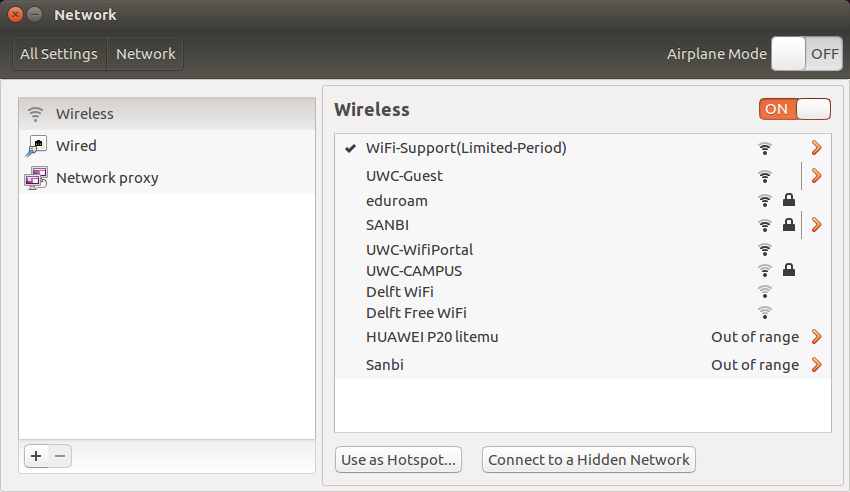 Network
All Settings Network Airplane Mode OFF
Wireless
Wired
Network proxy
Wireless ON
WiFi-Support(Limited-Period)
UWC-Guest
eduroam
SANBI
UWC-WifiPortal
UWC-CAMPUS
Delft WiFi
Delft Free WiFi
HUAWEI P20 litemu Out of range
Sanbi Out of range
Use as Hotspot... Connect to a Hidden Network